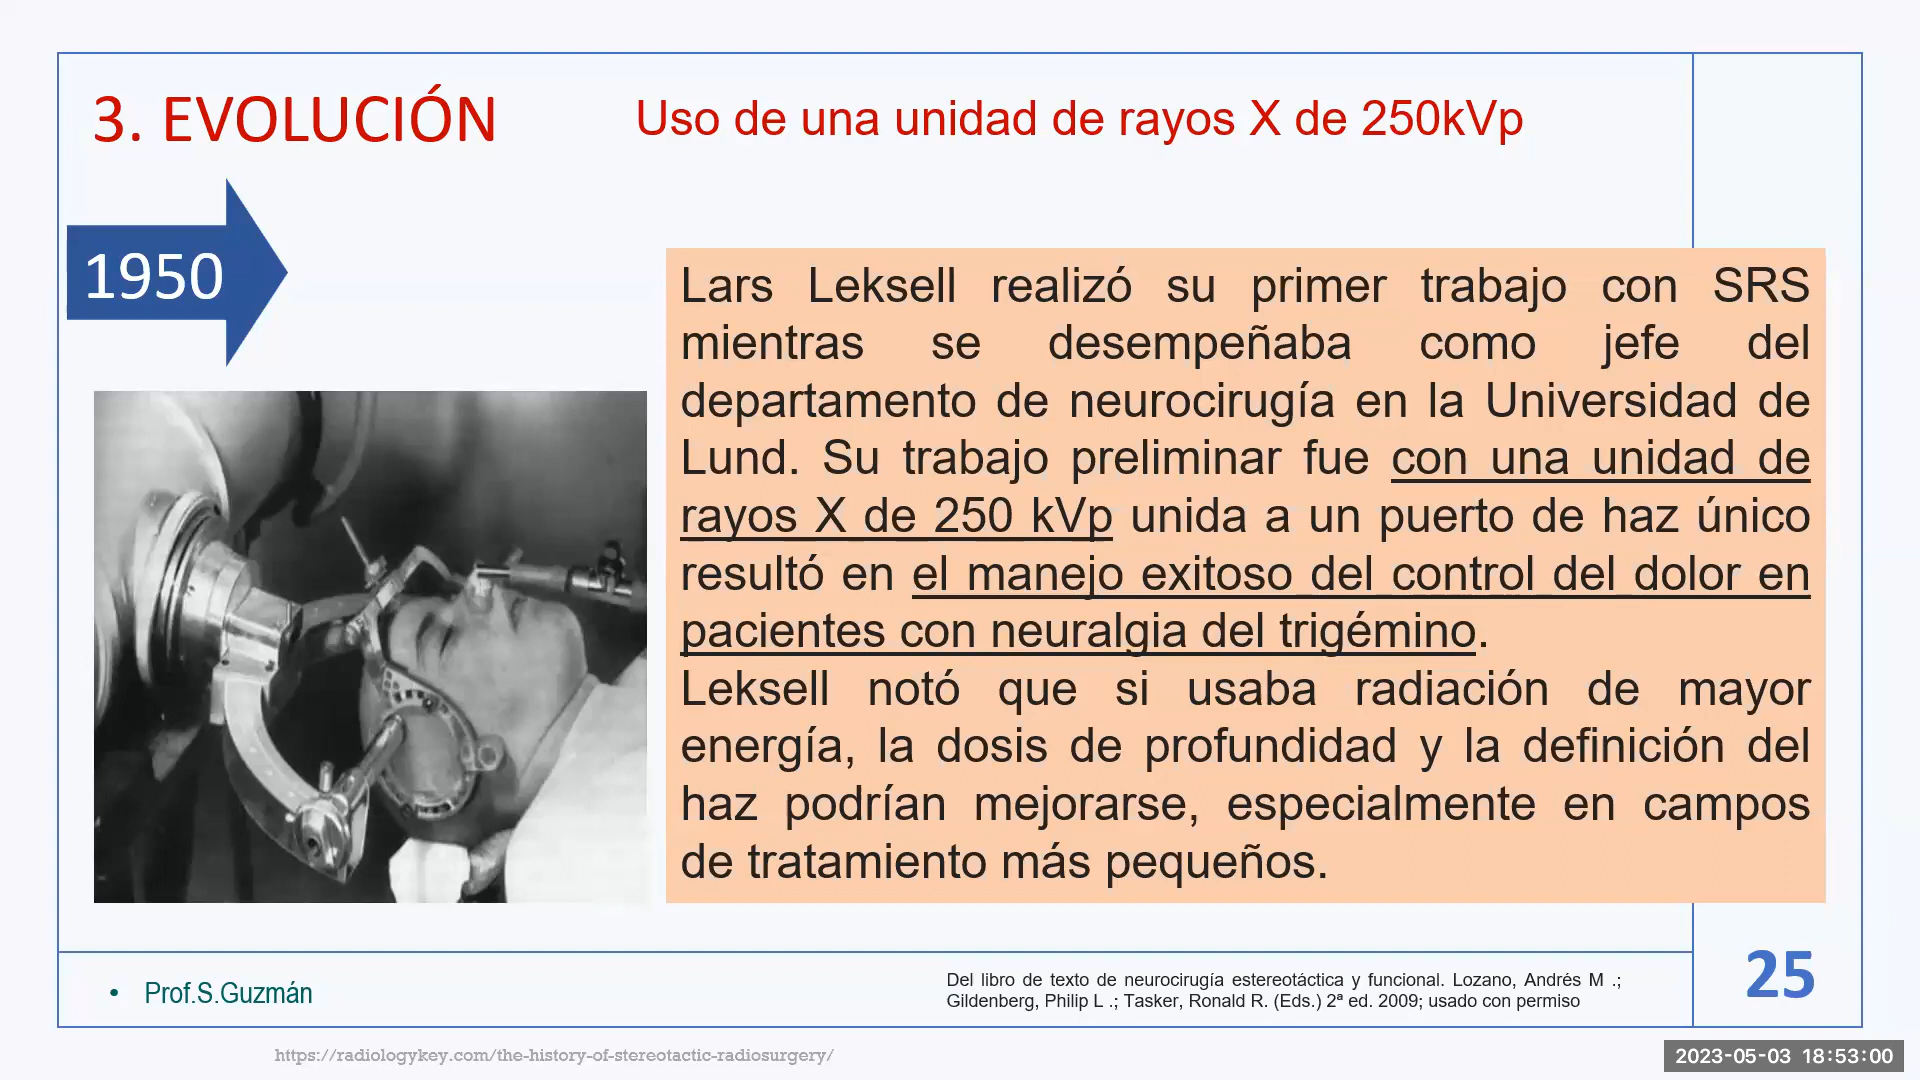 3. EVOLUCIÓN
Uso de una unidad de rayos X de 250kVp
1950
Lars Leksell realizó su primer trabajo con SRS
mientras se desempeñaba como jefe del
departamento de neurocirugía en la Universidad de
Lund. Su trabajo preliminar fue con una unidad de
rayos X de 250 kVp unida a un puerto de haz único
resultó en el manejo exitoso del control del dolor en
pacientes con neuralgia del trigémino.
Leksell notó que si usaba radiación de mayor
energía, la dosis de profundidad y la definición del
haz podrían mejorarse, especialmente en campos
de tratamiento más pequeños.
• Prof.S.Guzmán
Del libro de texto de neurocirugía estereotáctica y funcional. Lozano, Andrés M .;
Gildenberg, Philip L .; Tasker, Ronald R. (Eds.) 2ª ed. 2009; usado con permiso
25
https://radiologykey.com/the-history-of-stereotactic-radiosurgery/
2023-05-03 18:53:00